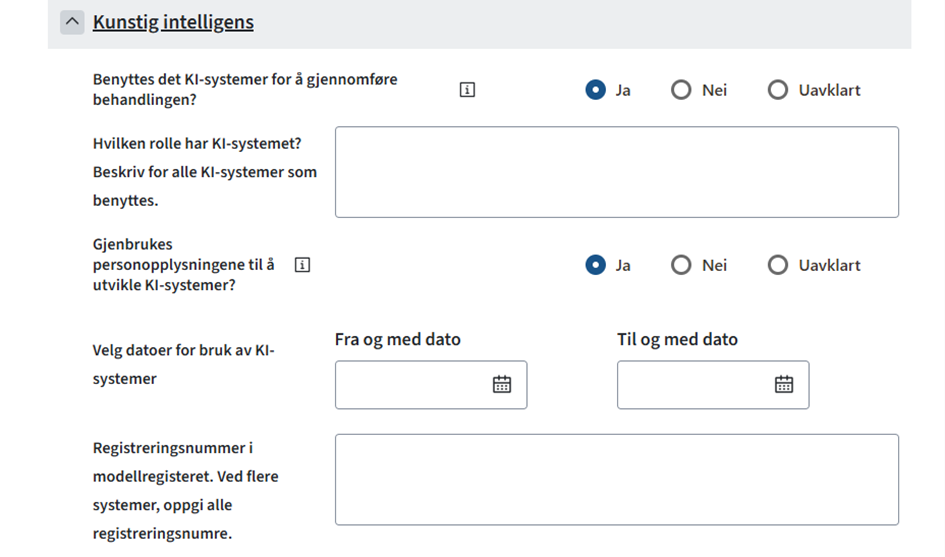 Kunstig intelligens
Benyttes det KI-systemer for å gjennomføre
behandlingen?
Ja
Nei
Uavklart
Hvilken rolle har KI-systemet?
Beskriv for alle KI-systemer som
benyttes.
Gjenbrukes
personopplysningene til å
utvikle KI-systemer?
Ja
Nei
Uavklart
Velg datoer for bruk av KI-
systemer
Fra og med dato
Til og med dato
Registreringsnummer i
modellregisteret. Ved flere
systemer, oppgi alle
registreringsnumre.